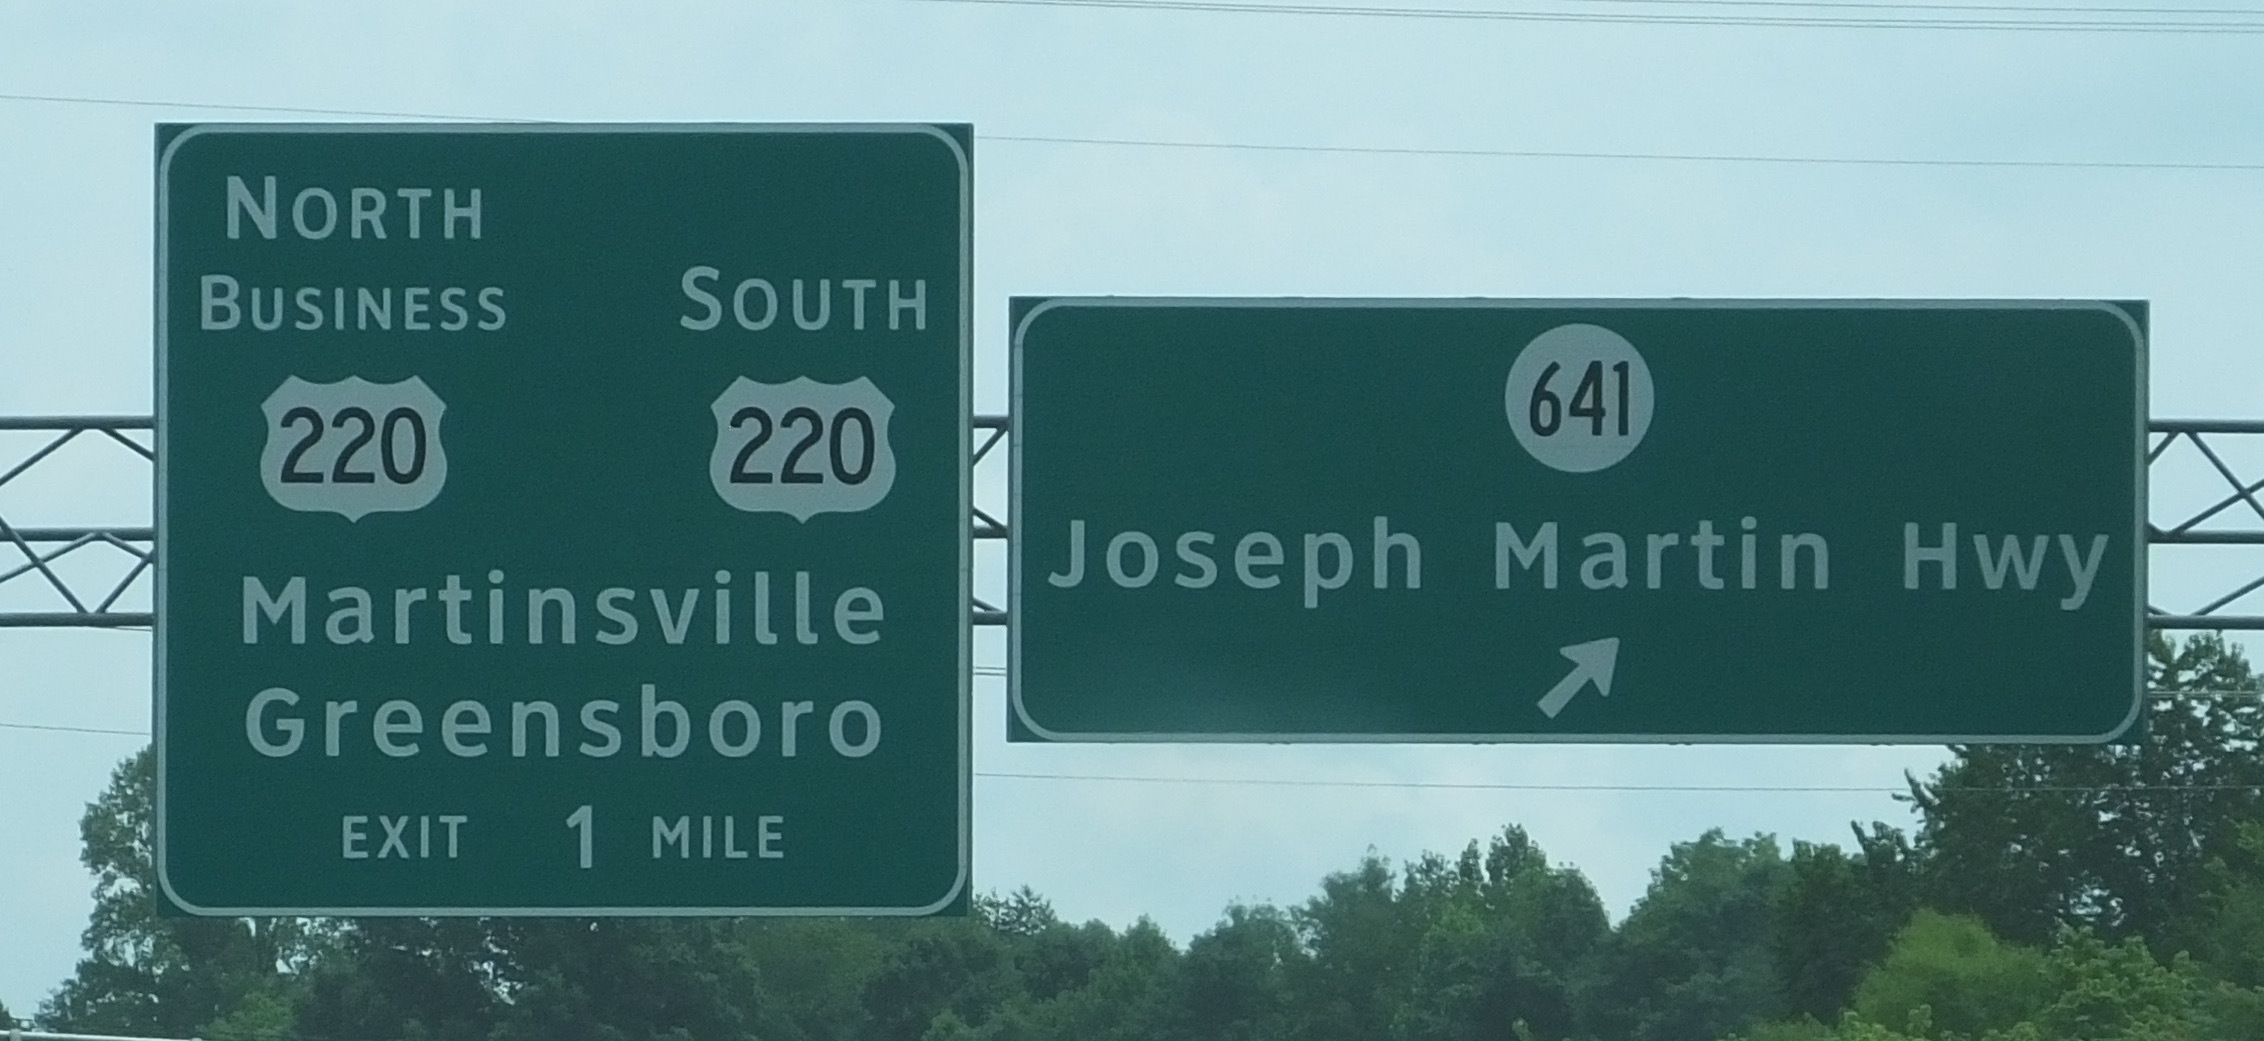 NORTH
BUSINESS SOUTH
220 220
Martinsville
Greensboro
EXIT 1 MILE
641
Joseph Martin Hwy